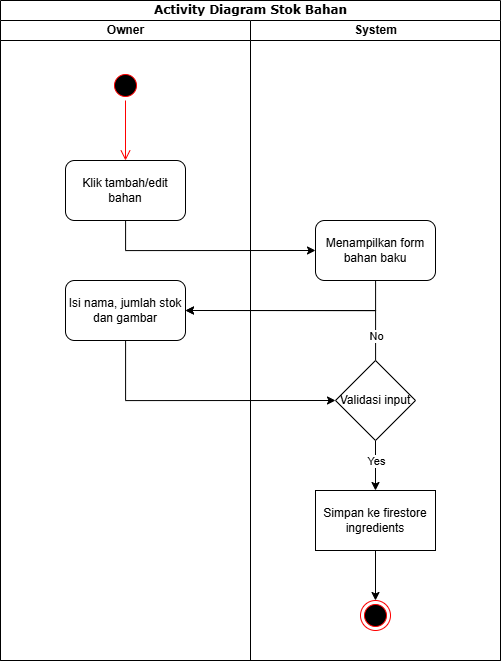 Activity Diagram Stok Bahan
Owner
System
Klik tambah/edit
bahan
Menampilkan form
bahan baku
Isi nama, jumlah stok
dan gambar
No
Validasi input
Yes
Simpan ke firestore
ingredients